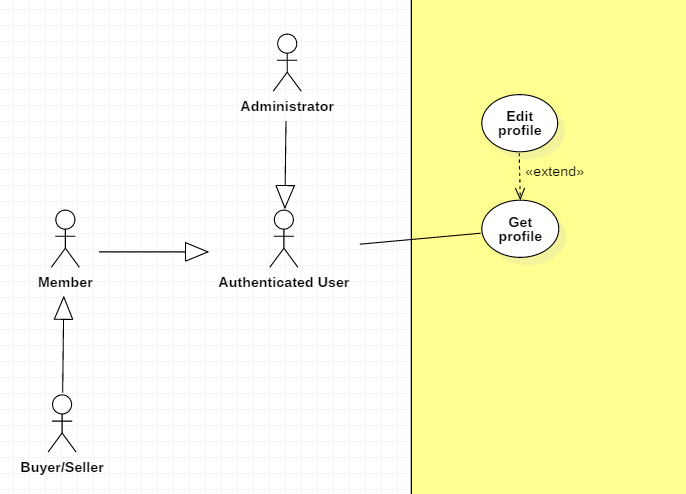 Administrator
Edit
profile
«extend»
Get
profile
Member
Authenticated User
Buyer/Seller